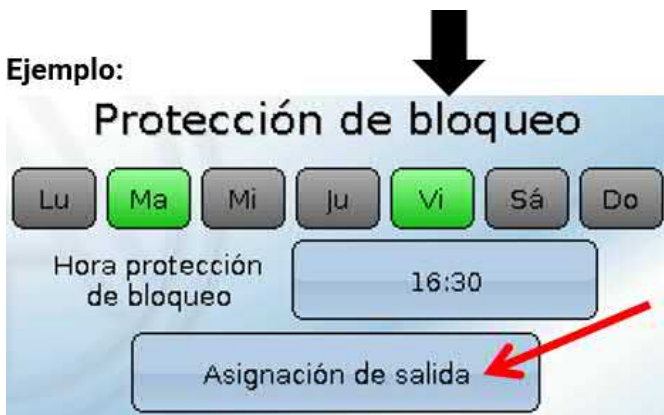 Ejemplo:
Protección de bloqueo
Lu Ma Mi Ju Vi Sá Do
Hora protección
de bloqueo
16:30
Asignación de salida